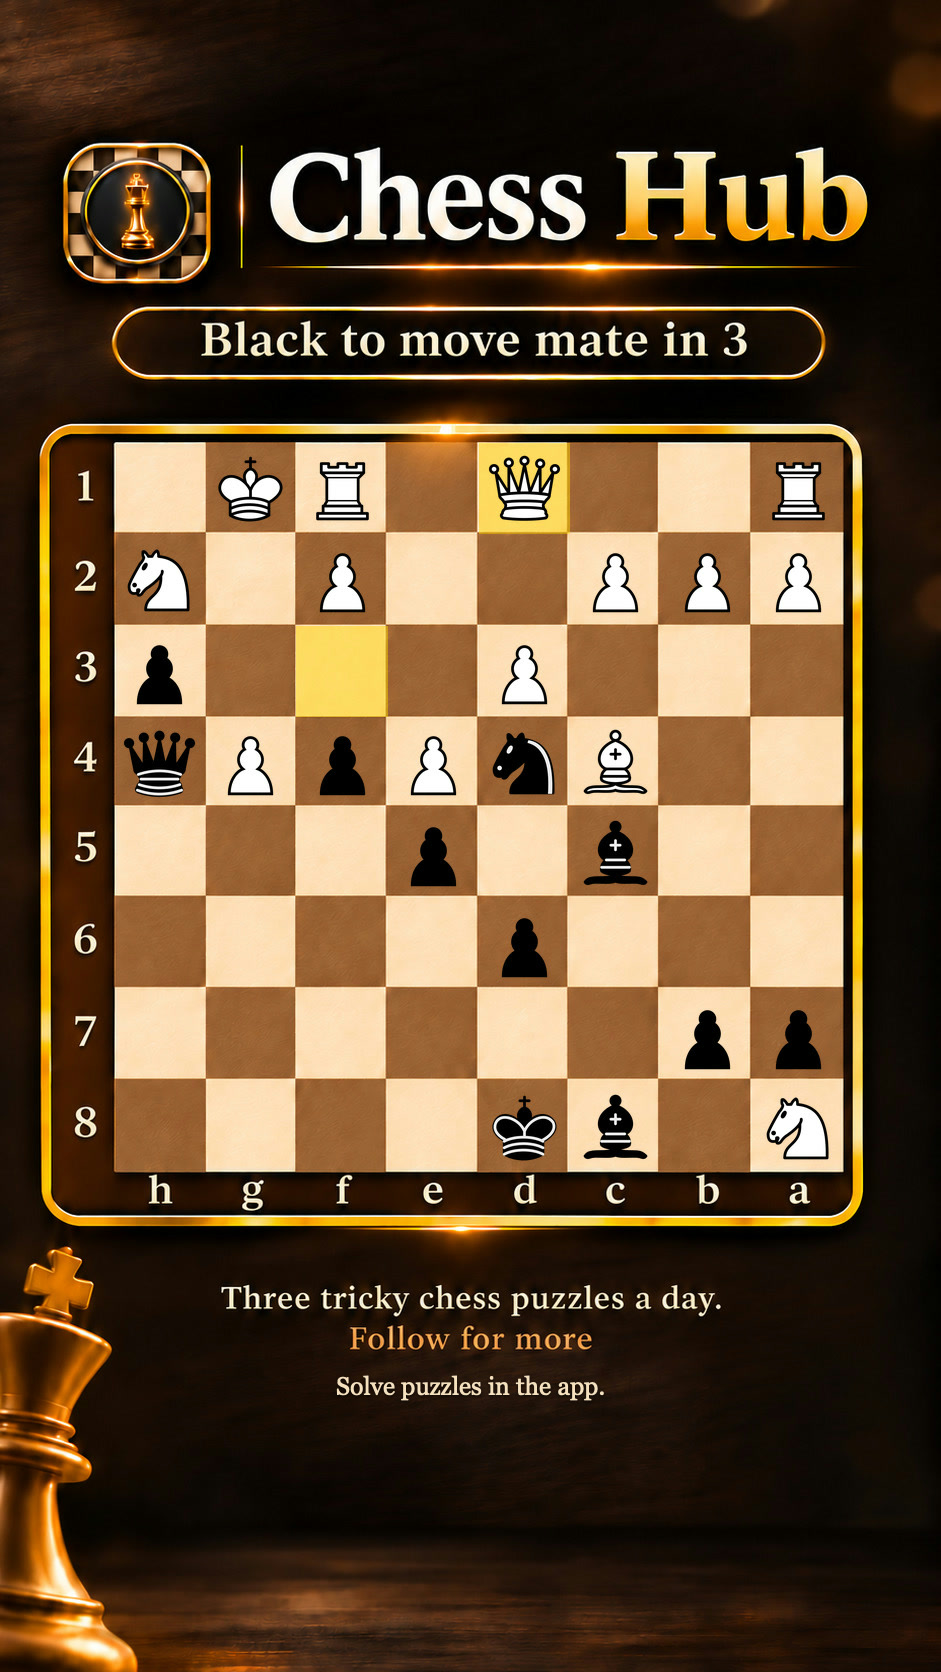 Chess Hub
Black to move mate in 3
1
2
3
4
5
6
7
8
h g f e d c b a
Three tricky chess puzzles a day.
Follow for more
Solve puzzles in the app.